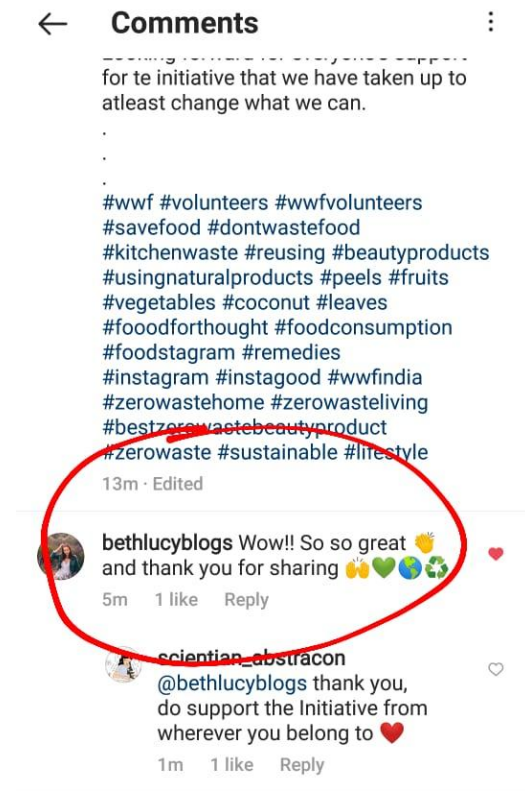 Comments
for te initiative that we have taken up to
atleast change what we can.
.
.
.
#wwf #volunteers #wwfvolunteers
#savefood #dontwastefood
#kitchenwaste #reusing #beautyproducts
#usingnaturalproducts #peels #fruits
#vegetables #coconut #leaves
#fooodforthought #foodconsumption
#foodstagram #remedies
#instagram #instagood #wwfindia
#zerowastehome #zerowasteliving
#bestzerowastebeautyproduct
#zerowaste #sustainable #lifestyle
13m · Edited
bethlucyblogs Wow!! So so great 👏
and thank you for sharing 🙌💚🌎♻️
5m 1 like Reply
scientian_abstracon
@bethlucyblogs thank you,
do support the Initiative from
wherever you belong to ❤️
1m 1 like Reply